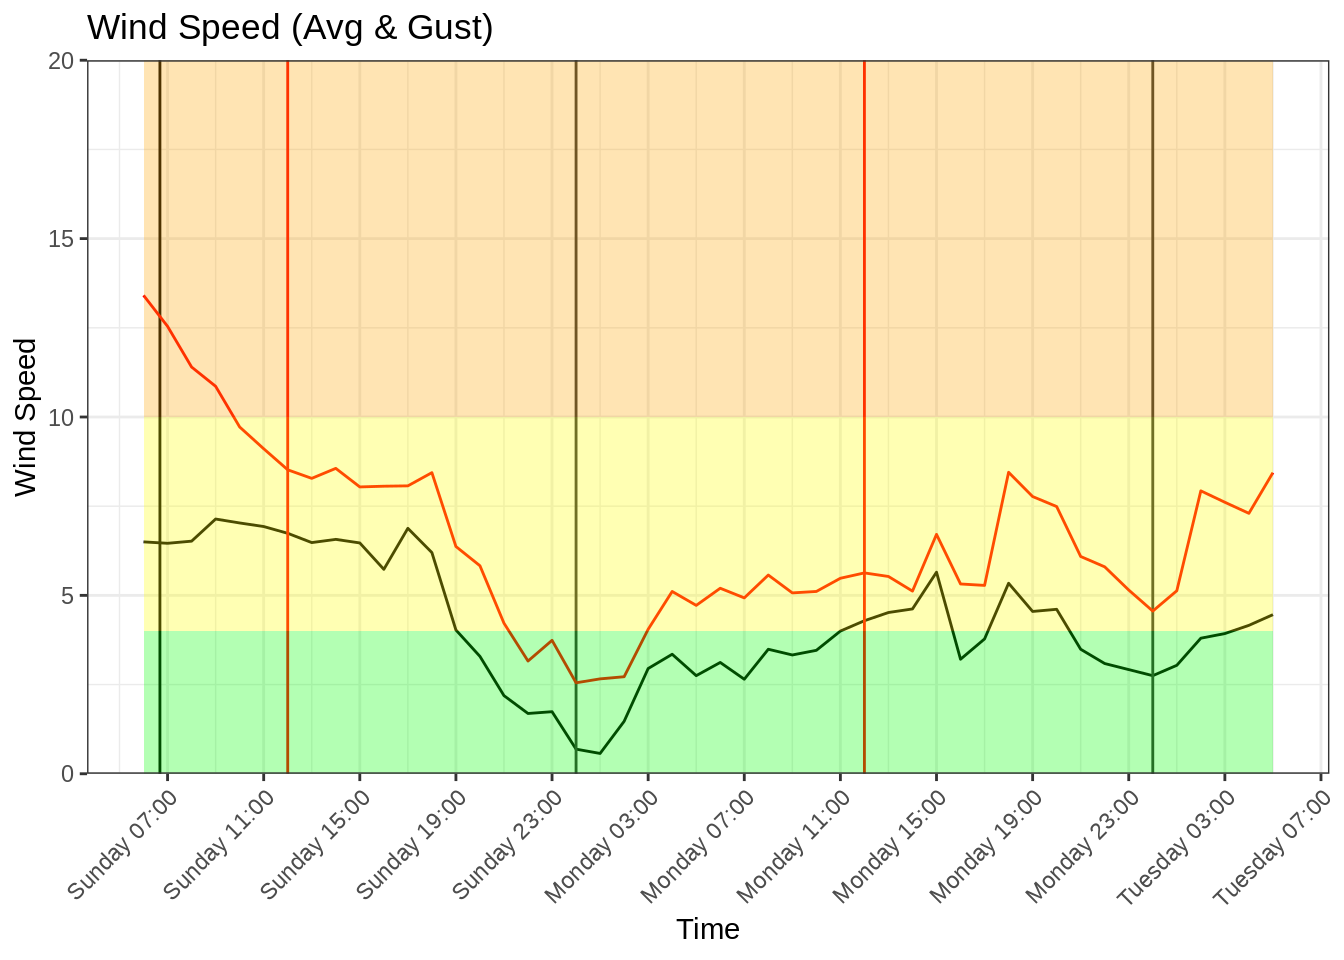 Wind Speed (Avg & Gust)
Wind Speed
20
15
10
5
0
Sunday 07:00
Sunday 11:00
Sunday 15:00
Sunday 19:00
Sunday 23:00
Monday 03:00
Monday 07:00
Monday 11:00
Monday 15:00
Monday 19:00
Monday 23:00
Tuesday 03:00
Tuesday 07:00
Time